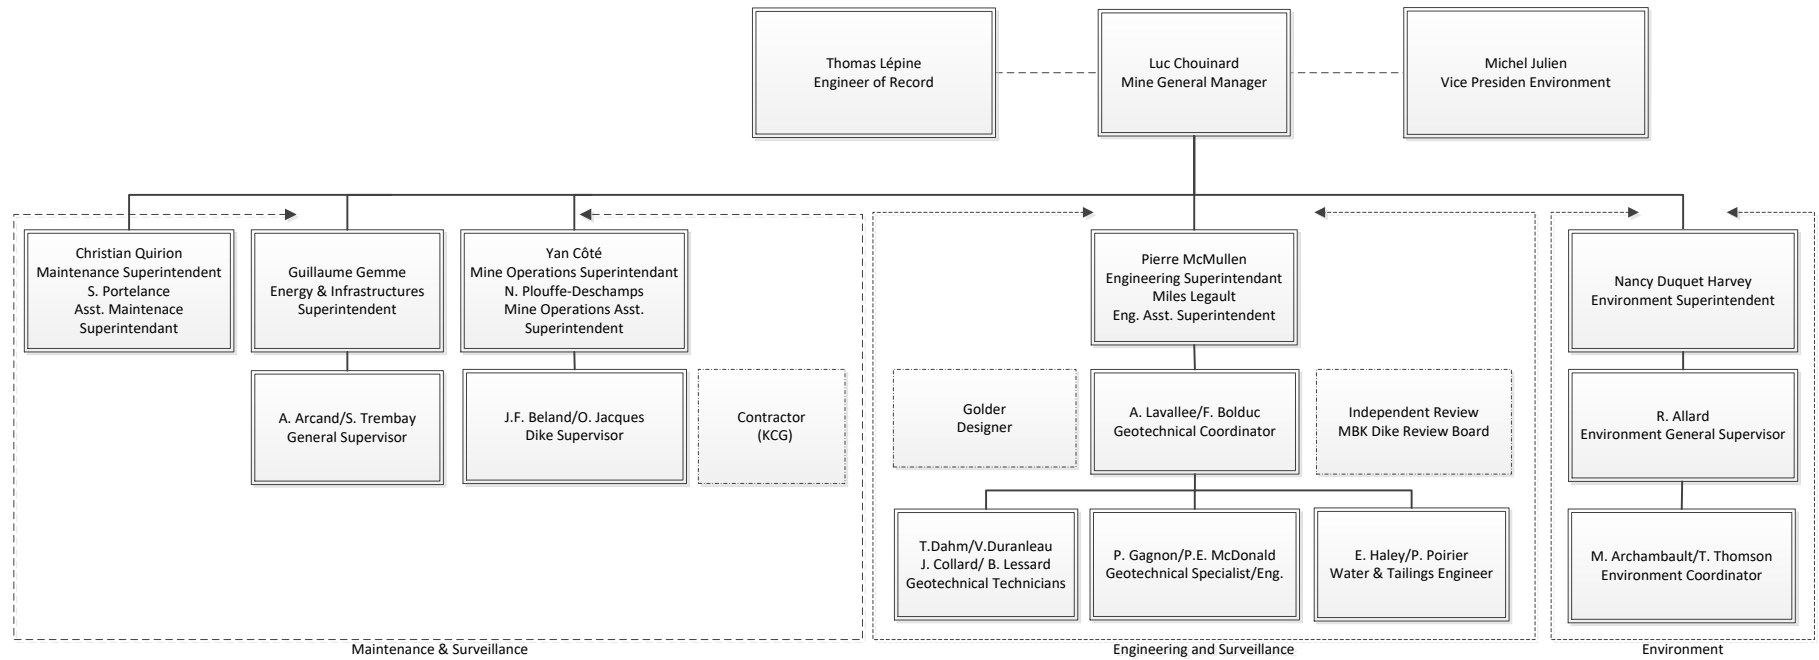 Thomas Lépine
Engineer of Record
Luc Chouinard
Mine General Manager
Michel Julien
Vice Presiden Environment
Christian Quirion
Maintenance Superintendent
S. Portelance
Asst. Maintenace
Superintendant
Guillaume Gemme
Energy & Infrastructures
Superintendent
Yan Côté
Mine Operations Superintendant
N. Plouffe-Deschamps
Mine Operations Asst.
Superintendent
A. Arcand/S. Trembay
General Supervisor
J.F. Beland/O. Jacques
Dike Supervisor
Contractor
(KCG)
Maintenance & Surveillance
Pierre McMullen
Engineering Superintendant
Miles Legault
Eng. Asst. Superintendent
Golder
Designer
A. Lavallee/F. Bolduc
Geotechnical Coordinator
Independent Review
MBK Dike Review Board
T.Dahm/V.Duranleau
J. Collard/ B. Lessard
Geotechnical Technicians
P. Gagnon/P.E. McDonald
Geotechnical Specialist/Eng.
E. Haley/P. Poirier
Water & Tailings Engineer
Engineering and Surveillance
Nancy Duquet Harvey
Environment Superintendent
R. Allard
Environment General Supervisor
M. Archambault/T. Thomson
Environment Coordinator
Environment